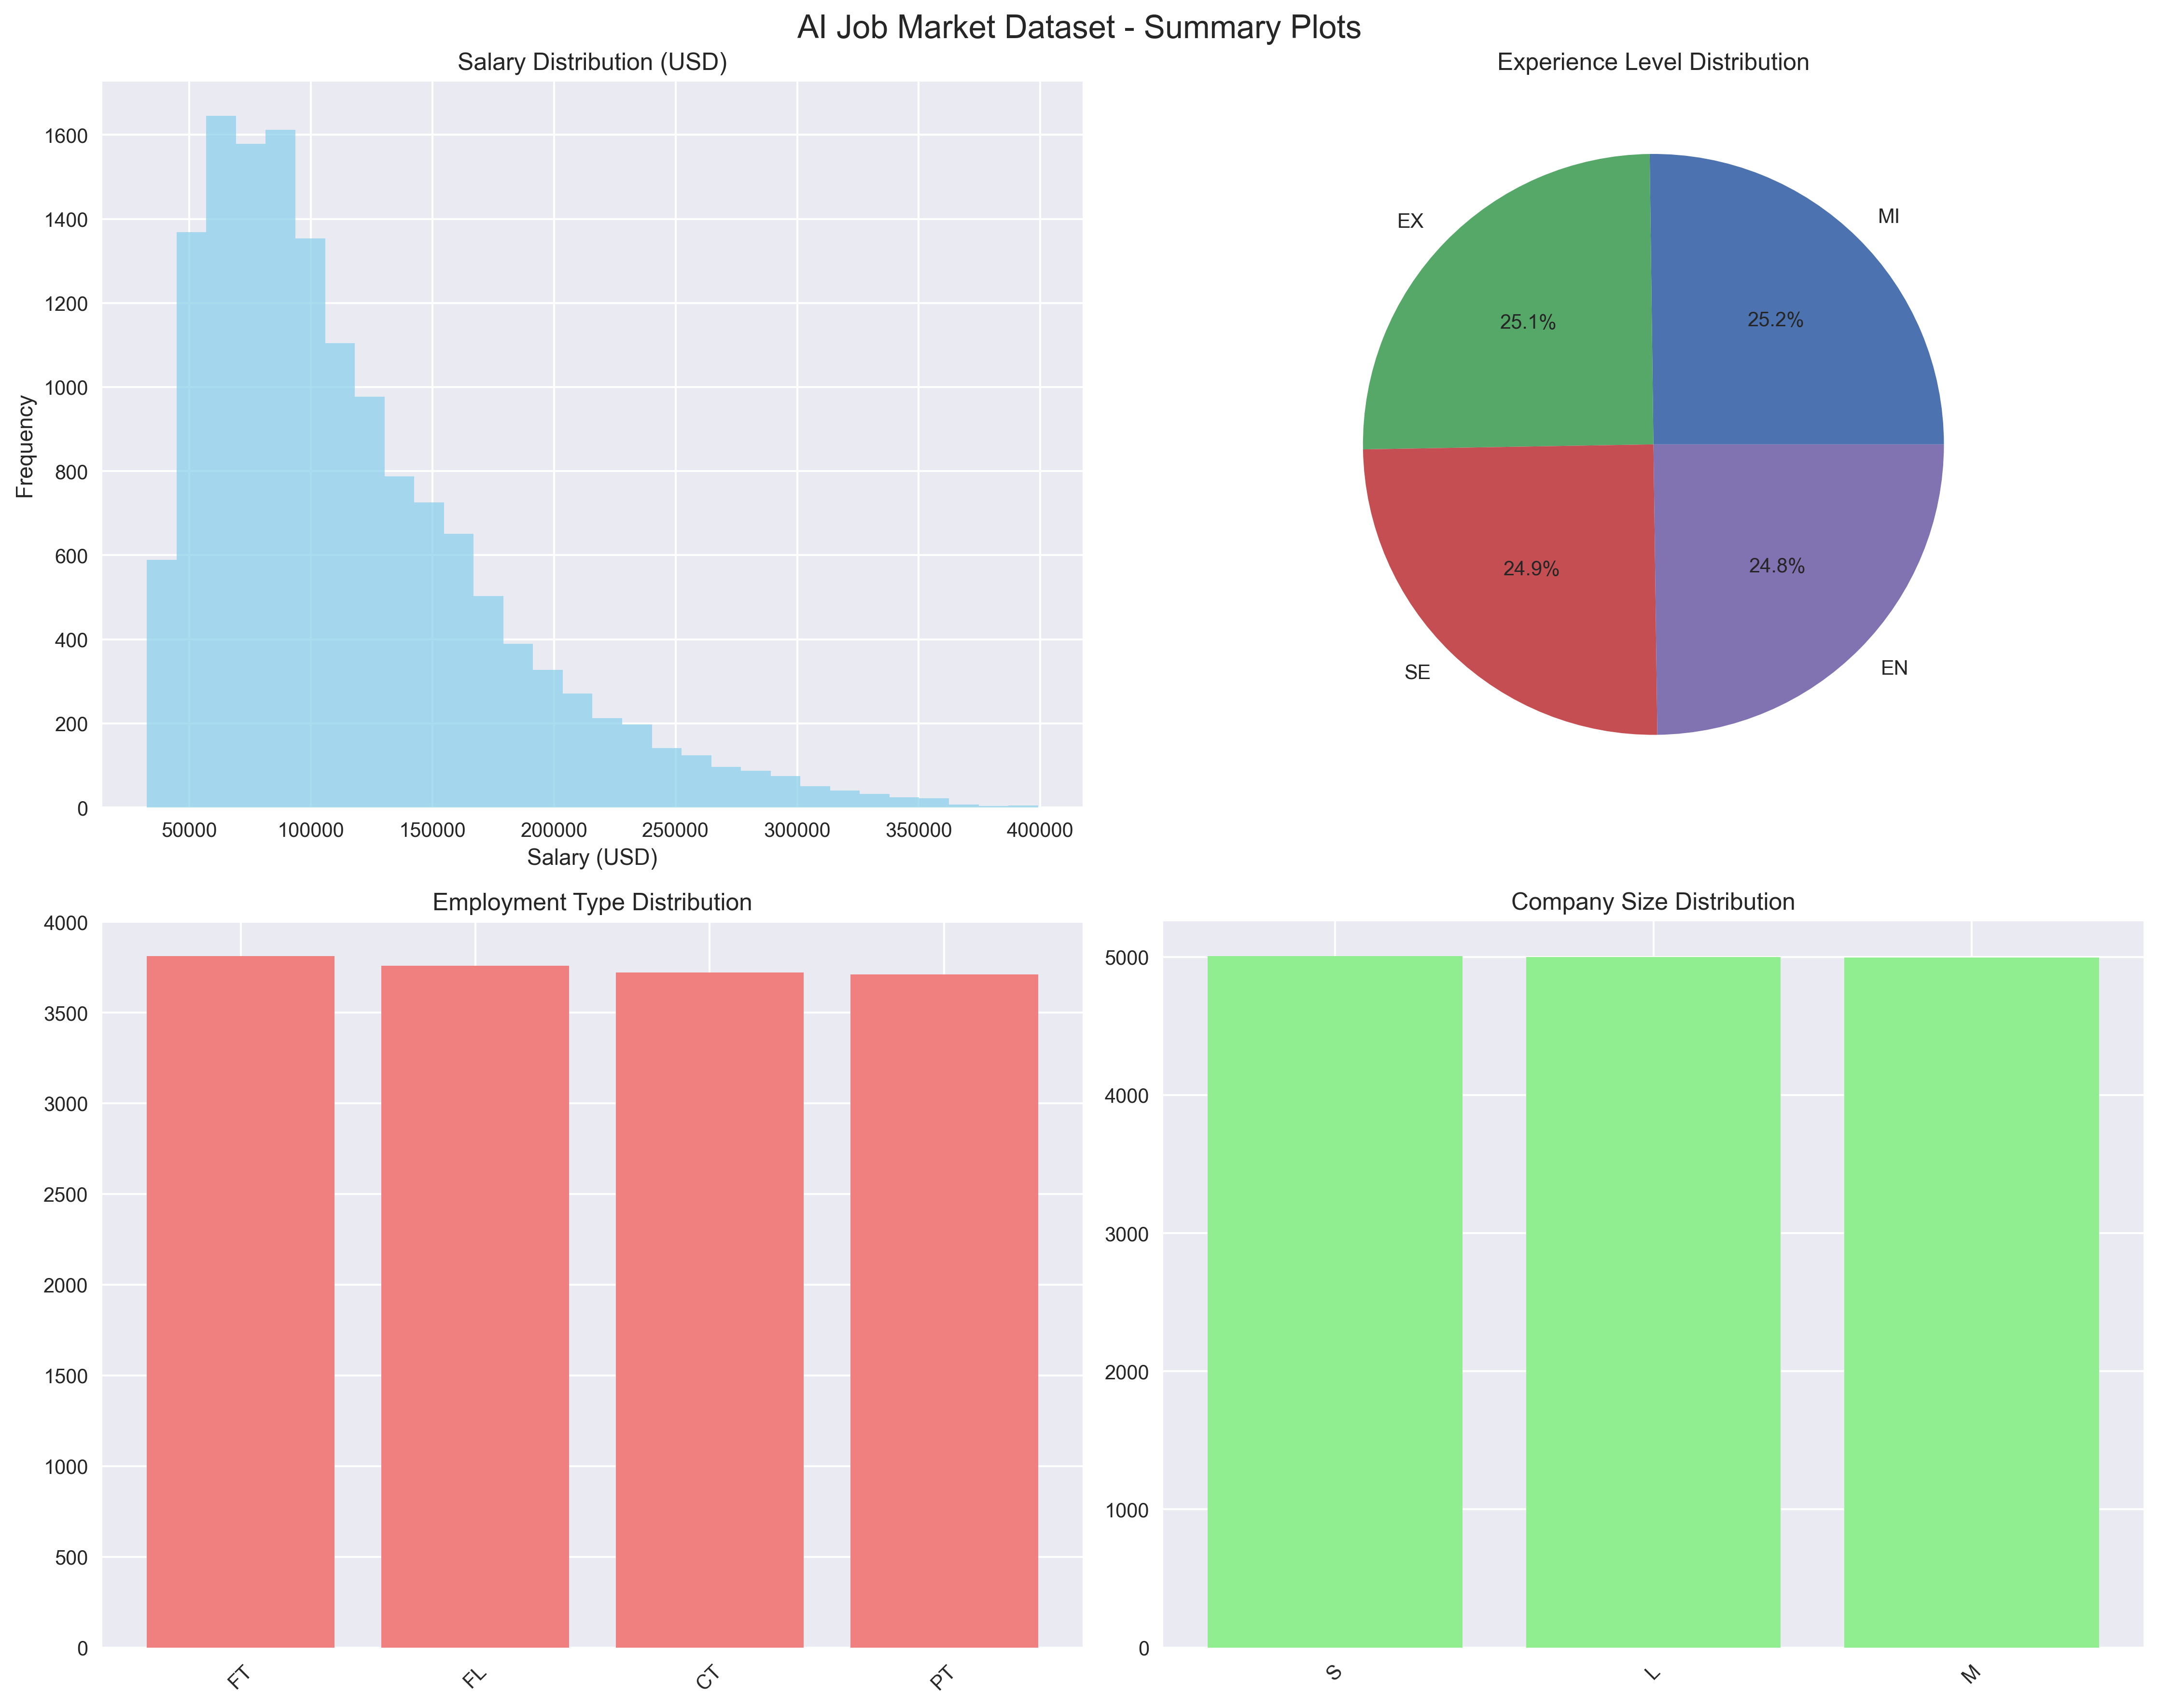 AI Job Market Dataset - Summary Plots
Salary Distribution (USD)
1600
1400
1200
1000
800
600
400
200
0
Frequency
50000 100000 150000 200000 250000 300000 350000 400000
Salary (USD)
Experience Level Distribution
EX
MI
25.1%
25.2%
24.9%
24.8%
SE
EN
Employment Type Distribution
4000
3500
3000
2500
2000
1500
1000
500
0
FT FL CT PT
Company Size Distribution
5000
4000
3000
2000
1000
0
S L M